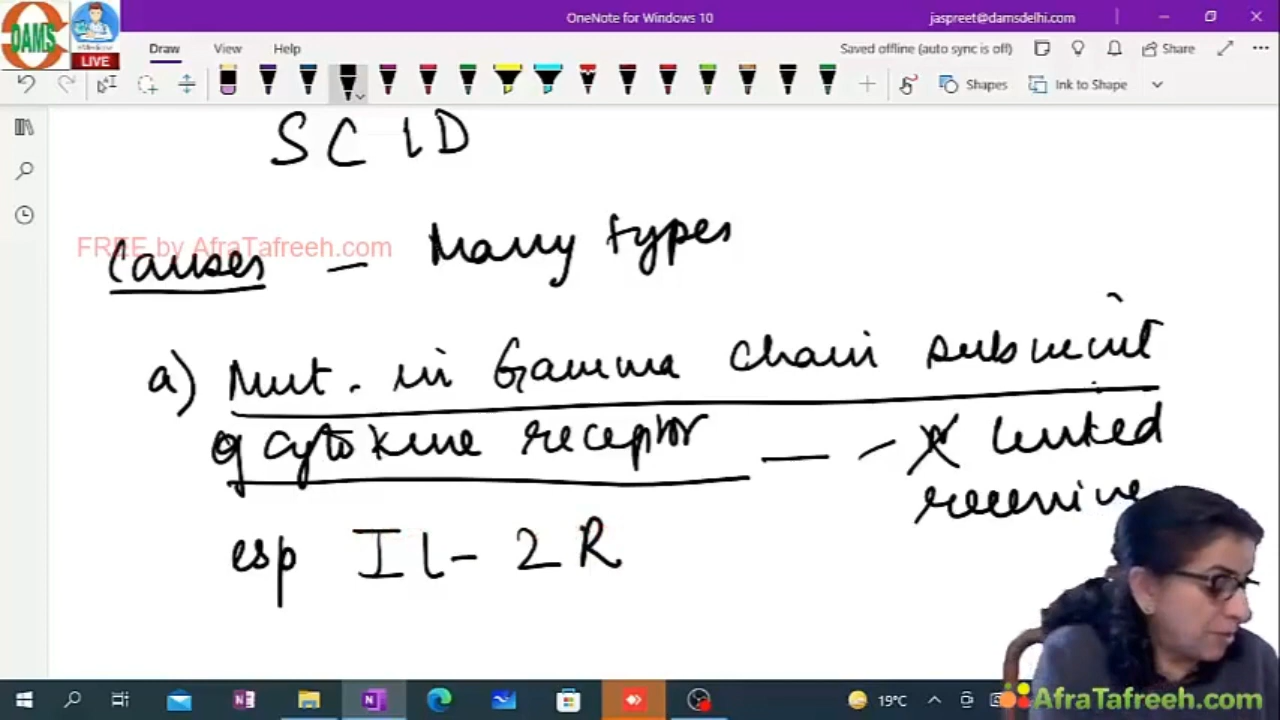 DAMS
LIVE
OneNote for Windows 10
jaspreet@damsdelhi.com
Draw View Help
Saved offline (auto sync is off)
Share
Shapes
Ink to Shape
SCID
FREE by AfraTafreeh.com
Causes - Many types
a) Mut. in Gamma chain subunit
of cytokine receptor — - X linked
recessive
esp IL-2R
19°C
AfraTafreeh.com